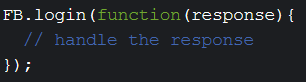 FB.login(function(response){
  // handle the response
});